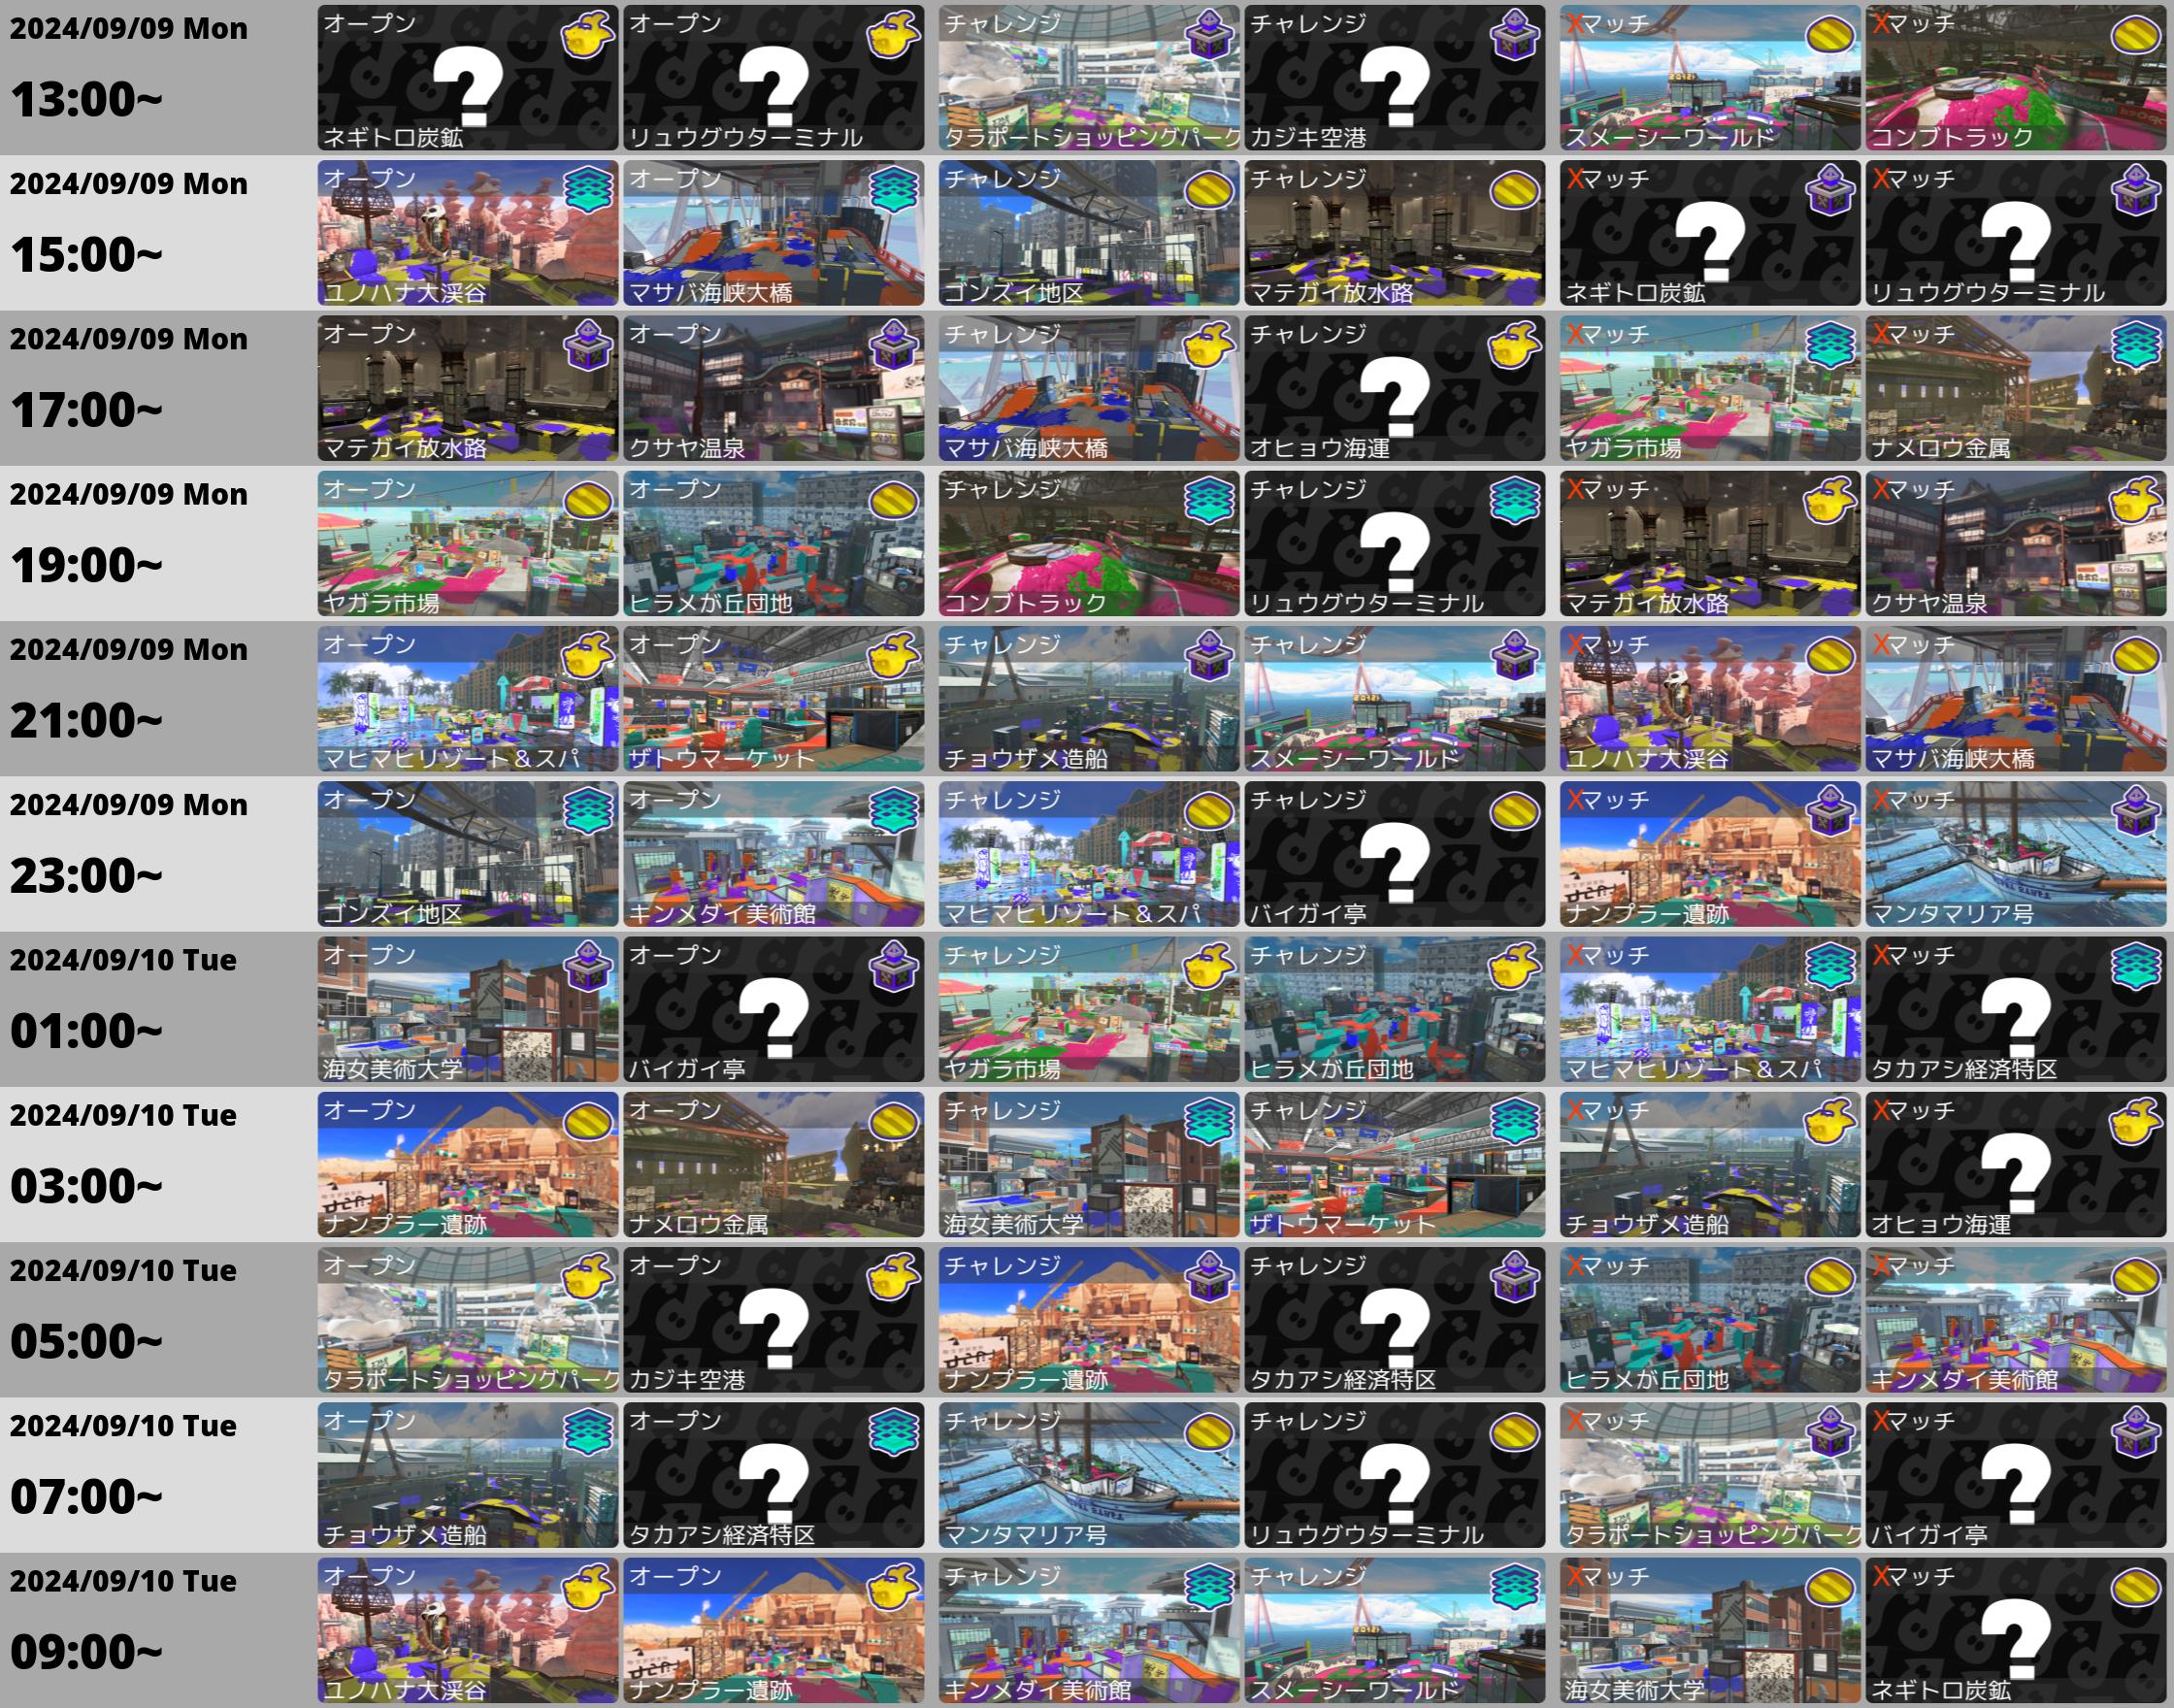 2024/09/09 Mon
13:00~
オープン
ネギトロ炭鉱
オープン
リュウグウターミナル
チャレンジ
タラポートショッピングパーク
チャレンジ
カジキ空港
Xマッチ
スメーシーワールド
Xマッチ
コンブトラック
2024/09/09 Mon
15:00~
オープン
ユノハナ大渓谷
オープン
マサバ海峡大橋
チャレンジ
ゴンズイ地区
チャレンジ
マテガイ放水路
Xマッチ
ネギトロ炭鉱
Xマッチ
リュウグウターミナル
2024/09/09 Mon
17:00~
オープン
マテガイ放水路
オープン
クサヤ温泉
チャレンジ
マサバ海峡大橋
チャレンジ
オヒョウ海運
Xマッチ
ヤガラ市場
Xマッチ
ナメロウ金属
2024/09/09 Mon
19:00~
オープン
ヤガラ市場
オープン
ヒラメが丘団地
チャレンジ
コンブトラック
チャレンジ
リュウグウターミナル
Xマッチ
マテガイ放水路
Xマッチ
クサヤ温泉
2024/09/09 Mon
21:00~
オープン
マヒマヒリゾート＆スパ
オープン
ザトウマーケット
チャレンジ
チョウザメ造船
チャレンジ
スメーシーワールド
Xマッチ
ユノハナ大渓谷
Xマッチ
マサバ海峡大橋
2024/09/09 Mon
23:00~
オープン
ゴンズイ地区
オープン
キンメダイ美術館
チャレンジ
マヒマヒリゾート＆スパ
チャレンジ
バイガイ亭
Xマッチ
ナンプラー遺跡
Xマッチ
マンタマリア号
2024/09/10 Tue
01:00~
オープン
海女美術大学
オープン
バイガイ亭
チャレンジ
ヤガラ市場
チャレンジ
ヒラメが丘団地
Xマッチ
マヒマヒリゾート＆スパ
Xマッチ
タカアシ経済特区
2024/09/10 Tue
03:00~
オープン
ナンプラー遺跡
オープン
ナメロウ金属
チャレンジ
海女美術大学
チャレンジ
ザトウマーケット
Xマッチ
チョウザメ造船
Xマッチ
オヒョウ海運
2024/09/10 Tue
05:00~
オープン
タラポートショッピングパーク
オープン
カジキ空港
チャレンジ
ナンプラー遺跡
チャレンジ
タカアシ経済特区
Xマッチ
ヒラメが丘団地
Xマッチ
キンメダイ美術館
2024/09/10 Tue
07:00~
オープン
チョウザメ造船
オープン
タカアシ経済特区
チャレンジ
マンタマリア号
チャレンジ
リュウグウターミナル
Xマッチ
タラポートショッピングパーク
Xマッチ
バイガイ亭
2024/09/10 Tue
09:00~
オープン
ユノハナ大渓谷
オープン
ナンプラー遺跡
チャレンジ
キンメダイ美術館
チャレンジ
スメーシーワールド
Xマッチ
海女美術大学
Xマッチ
ネギトロ炭鉱